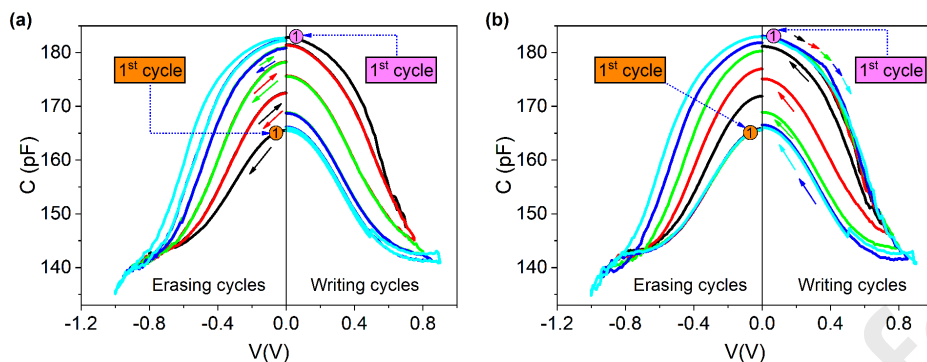 (a)
(b)
180
170
160
150
140
C (pF)
1st cycle
1
1st cycle
1
Erasing cycles
Writing cycles
-1.2
-0.8
-0.4
0.0
0.4
0.8
V(V)
180
170
160
150
140
C (pF)
1st cycle
1
1st cycle
1
Erasing cycles
Writing cycles
-1.2
-0.8
-0.4
0.0
0.4
0.8
V(V)